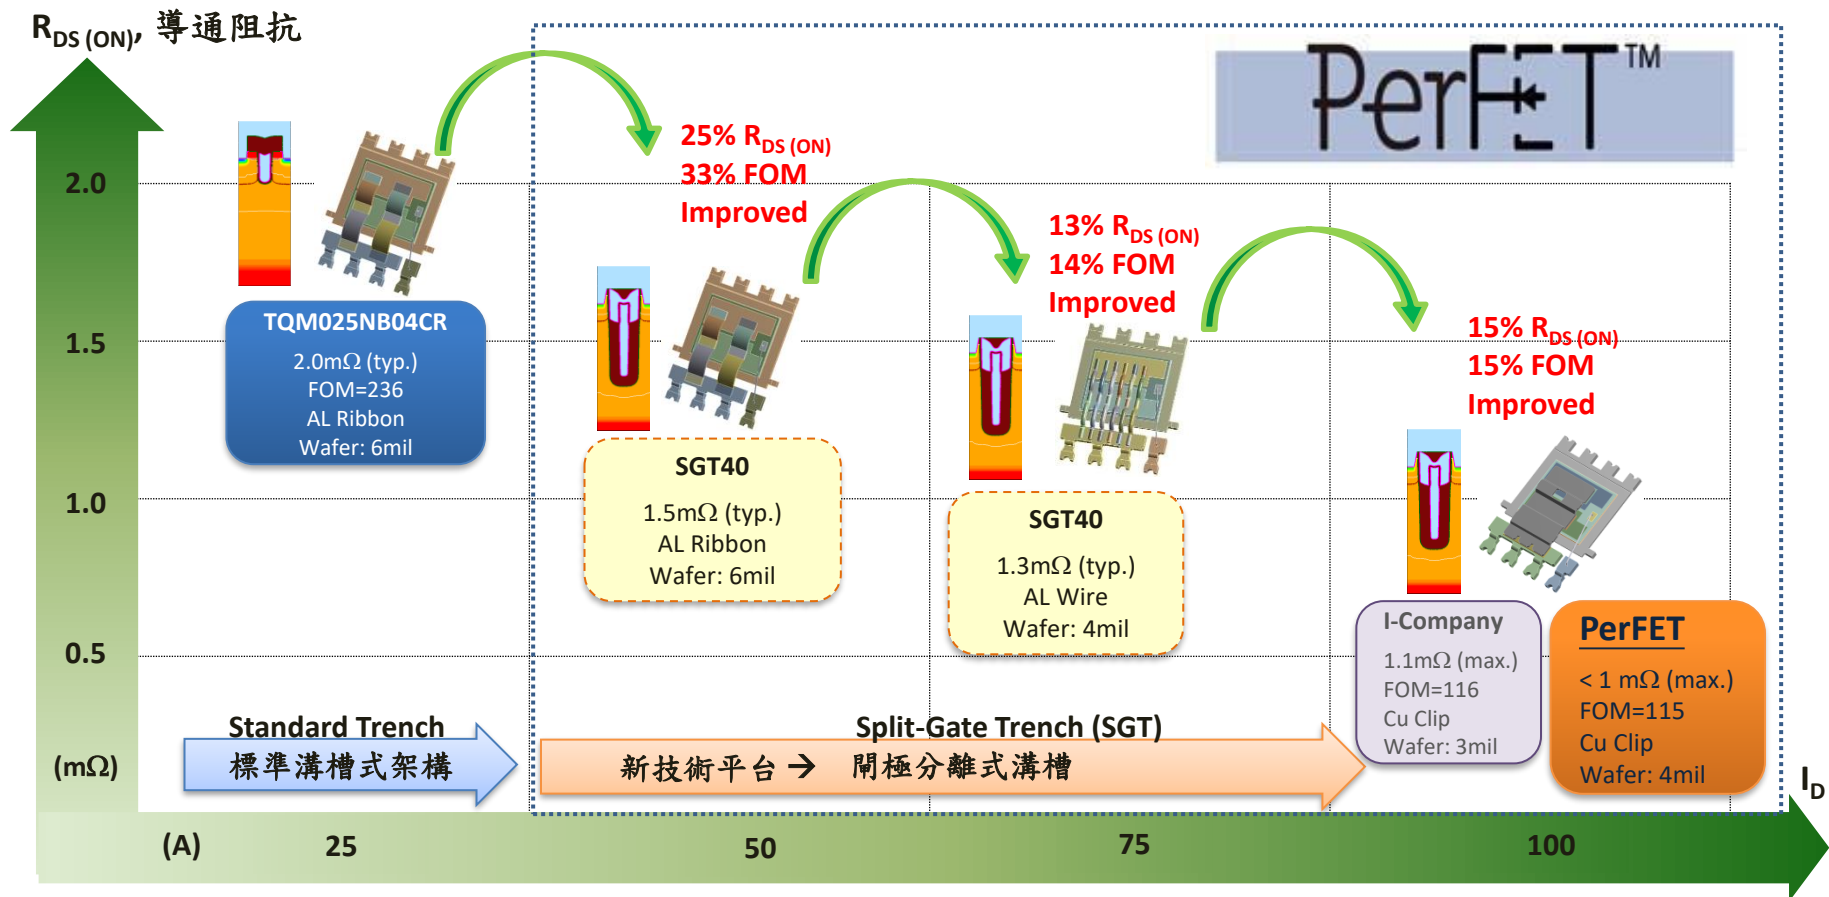 R_DS (ON), 導通阻抗
PerFET™
25% R_DS (ON)
33% FOM
Improved
2.0
13% R_DS (ON)
14% FOM
Improved
TQM025NB04CR
2.0mΩ (typ.)
FOM=236
AL Ribbon
Wafer: 6mil
1.5
15% R_DS (ON)
15% FOM
Improved
SGT40
1.5mΩ (typ.)
AL Ribbon
Wafer: 6mil
1.0
SGT40
1.3mΩ (typ.)
AL Wire
Wafer: 4mil
I-Company
1.1mΩ (max.)
FOM=116
Cu Clip
Wafer: 3mil
PerFET
< 1 mΩ (max.)
FOM=115
Cu Clip
Wafer: 4mil
0.5
Standard Trench
標準溝槽式架構
Split-Gate Trench (SGT)
新技術平台 → 閘極分離式溝槽
(mΩ)
I_D
(A) 25 50 75 100